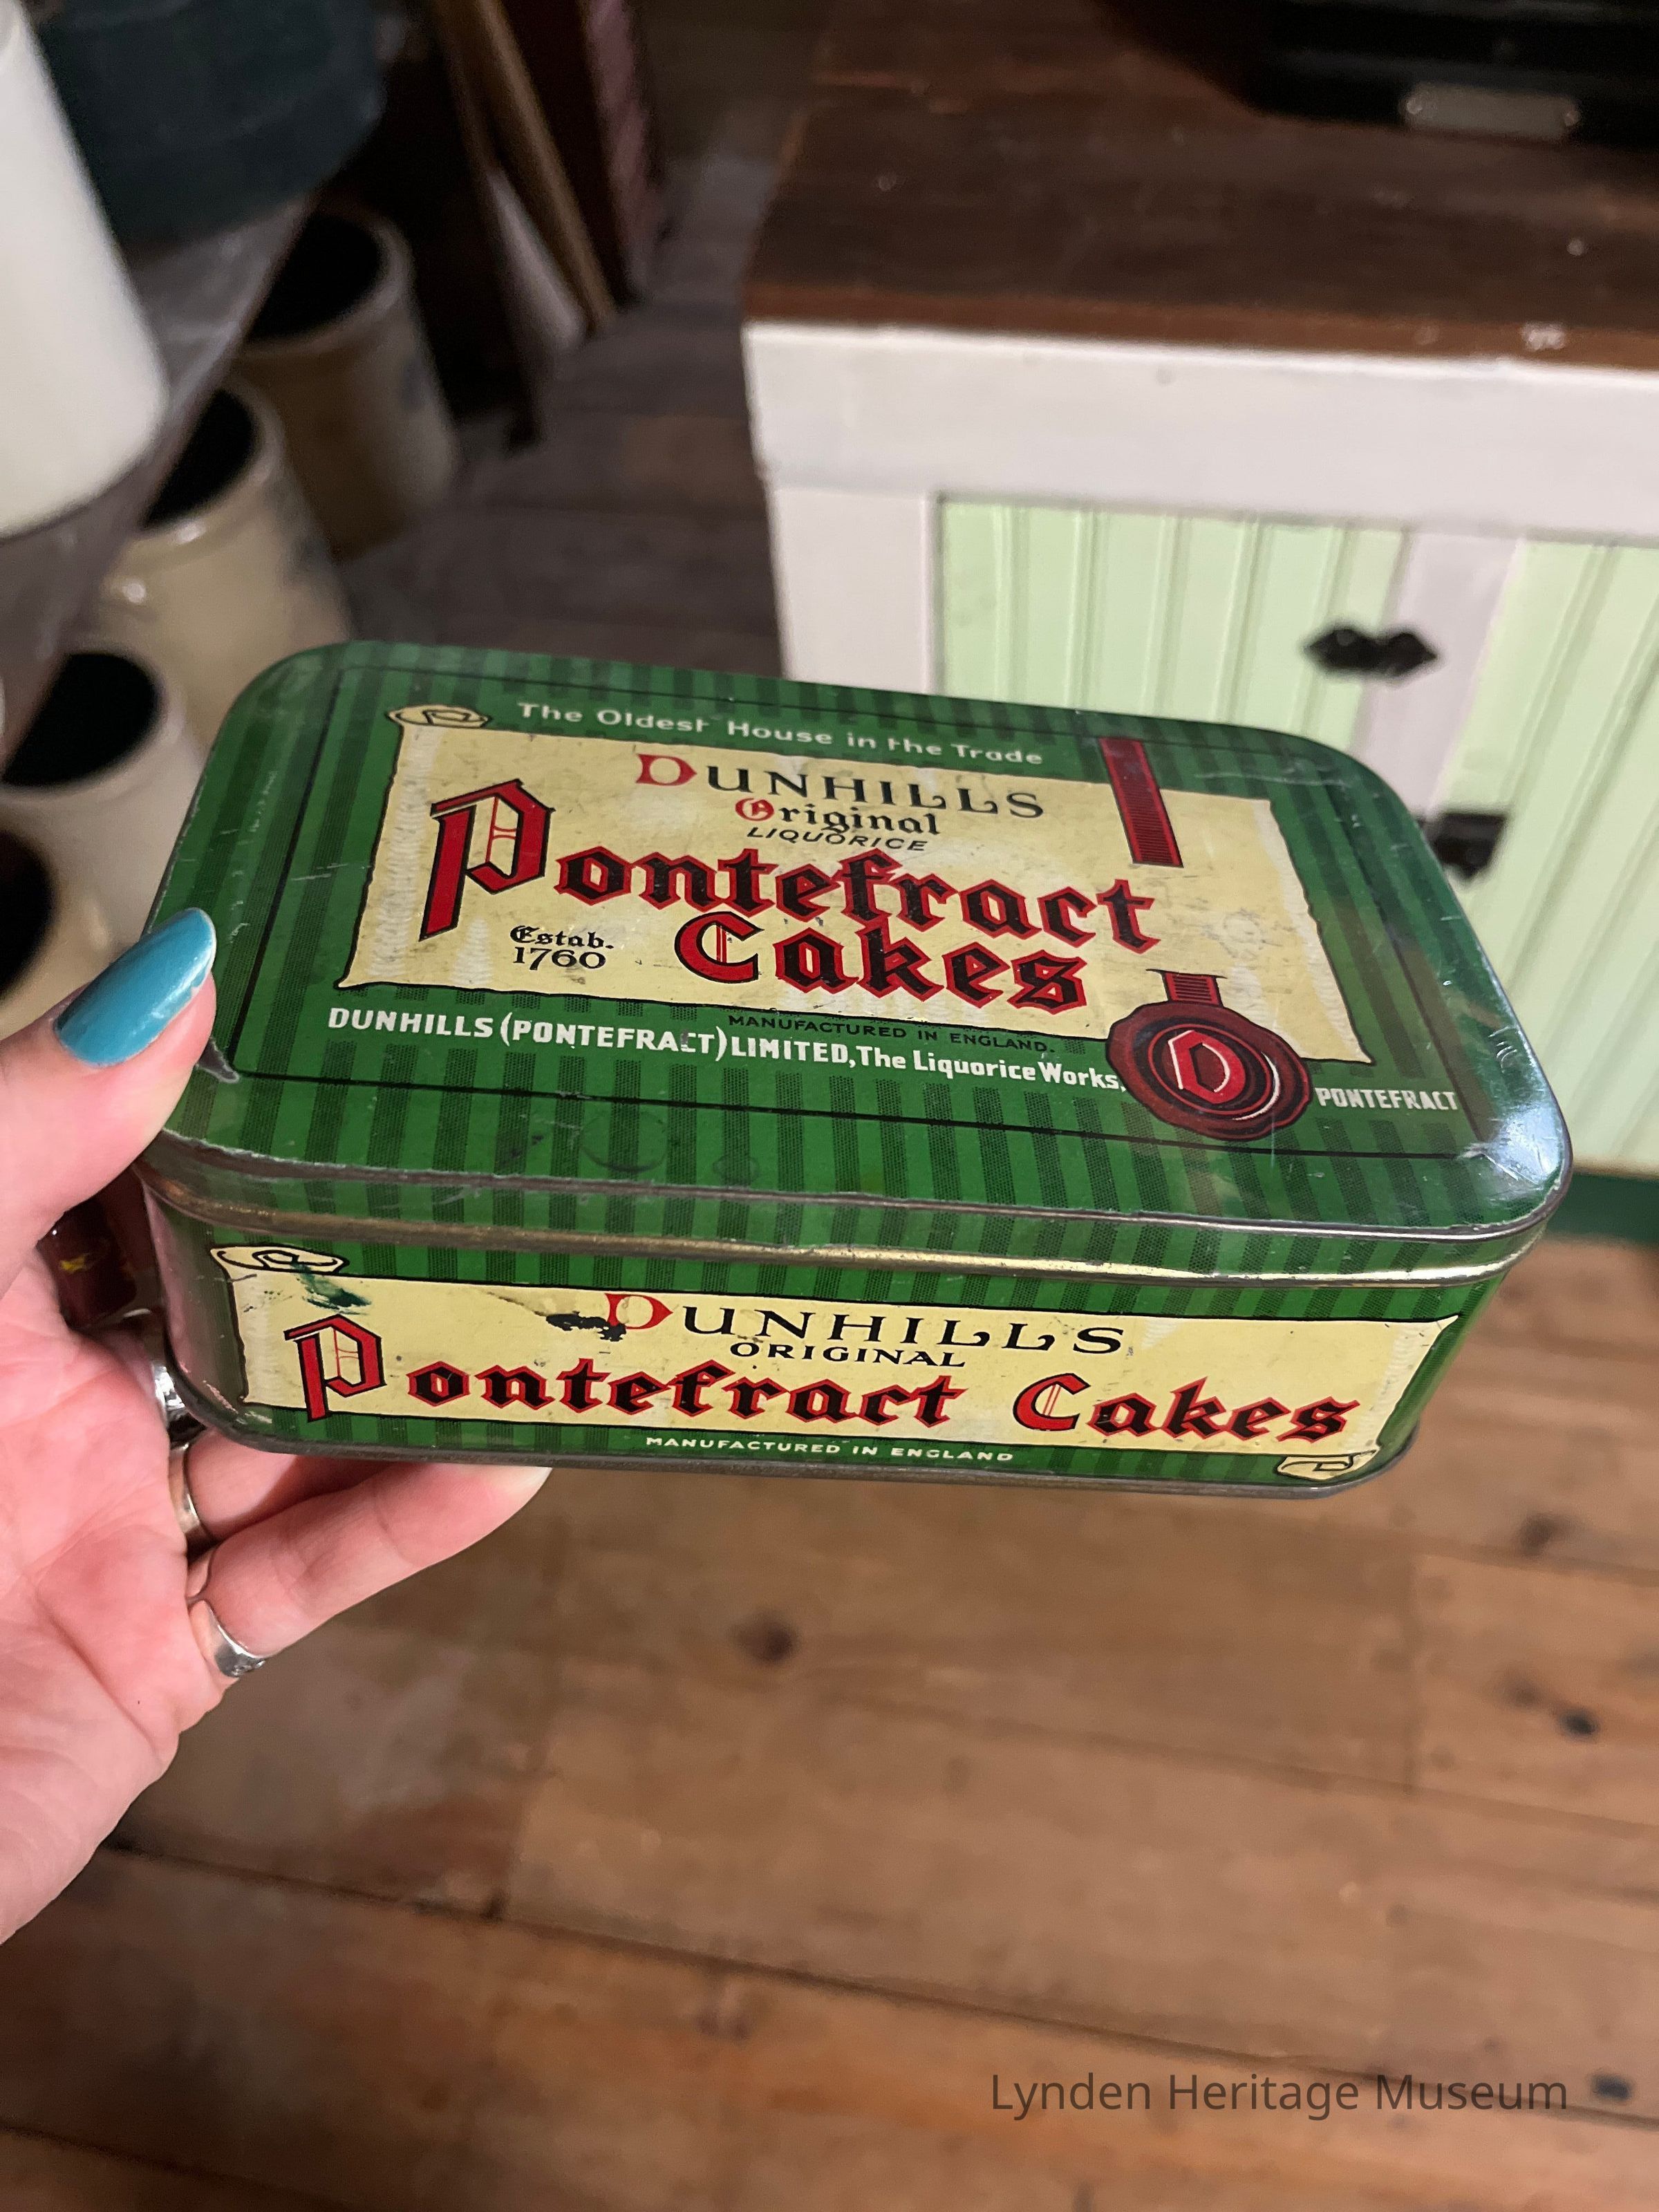 The Oldest House in the Trade
DUNHILLS
Original
LIQUORICE
Pontefract
Cakes
Estab.
1760
MANUFACTURED IN ENGLAND.
DUNHILLS (PONTEFRACT) LIMITED, The Liquorice Works,
D
PONTEFRACT
DUNHILLS
ORIGINAL
Pontefract Cakes
MANUFACTURED IN ENGLAND
Lynden Heritage Museum